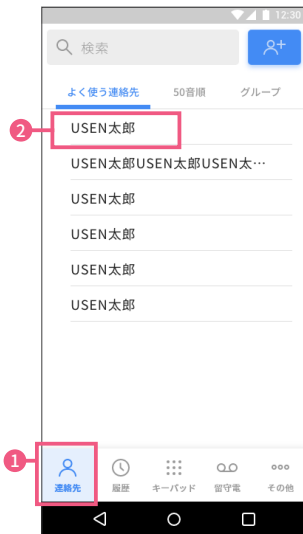 12:30
検索
よく使う連絡先 50音順 グループ
2 USEN太郎
USEN太郎USEN太郎USEN太…
USEN太郎
USEN太郎
USEN太郎
USEN太郎
1
連絡先 履歴 キーパッド 留守電 その他